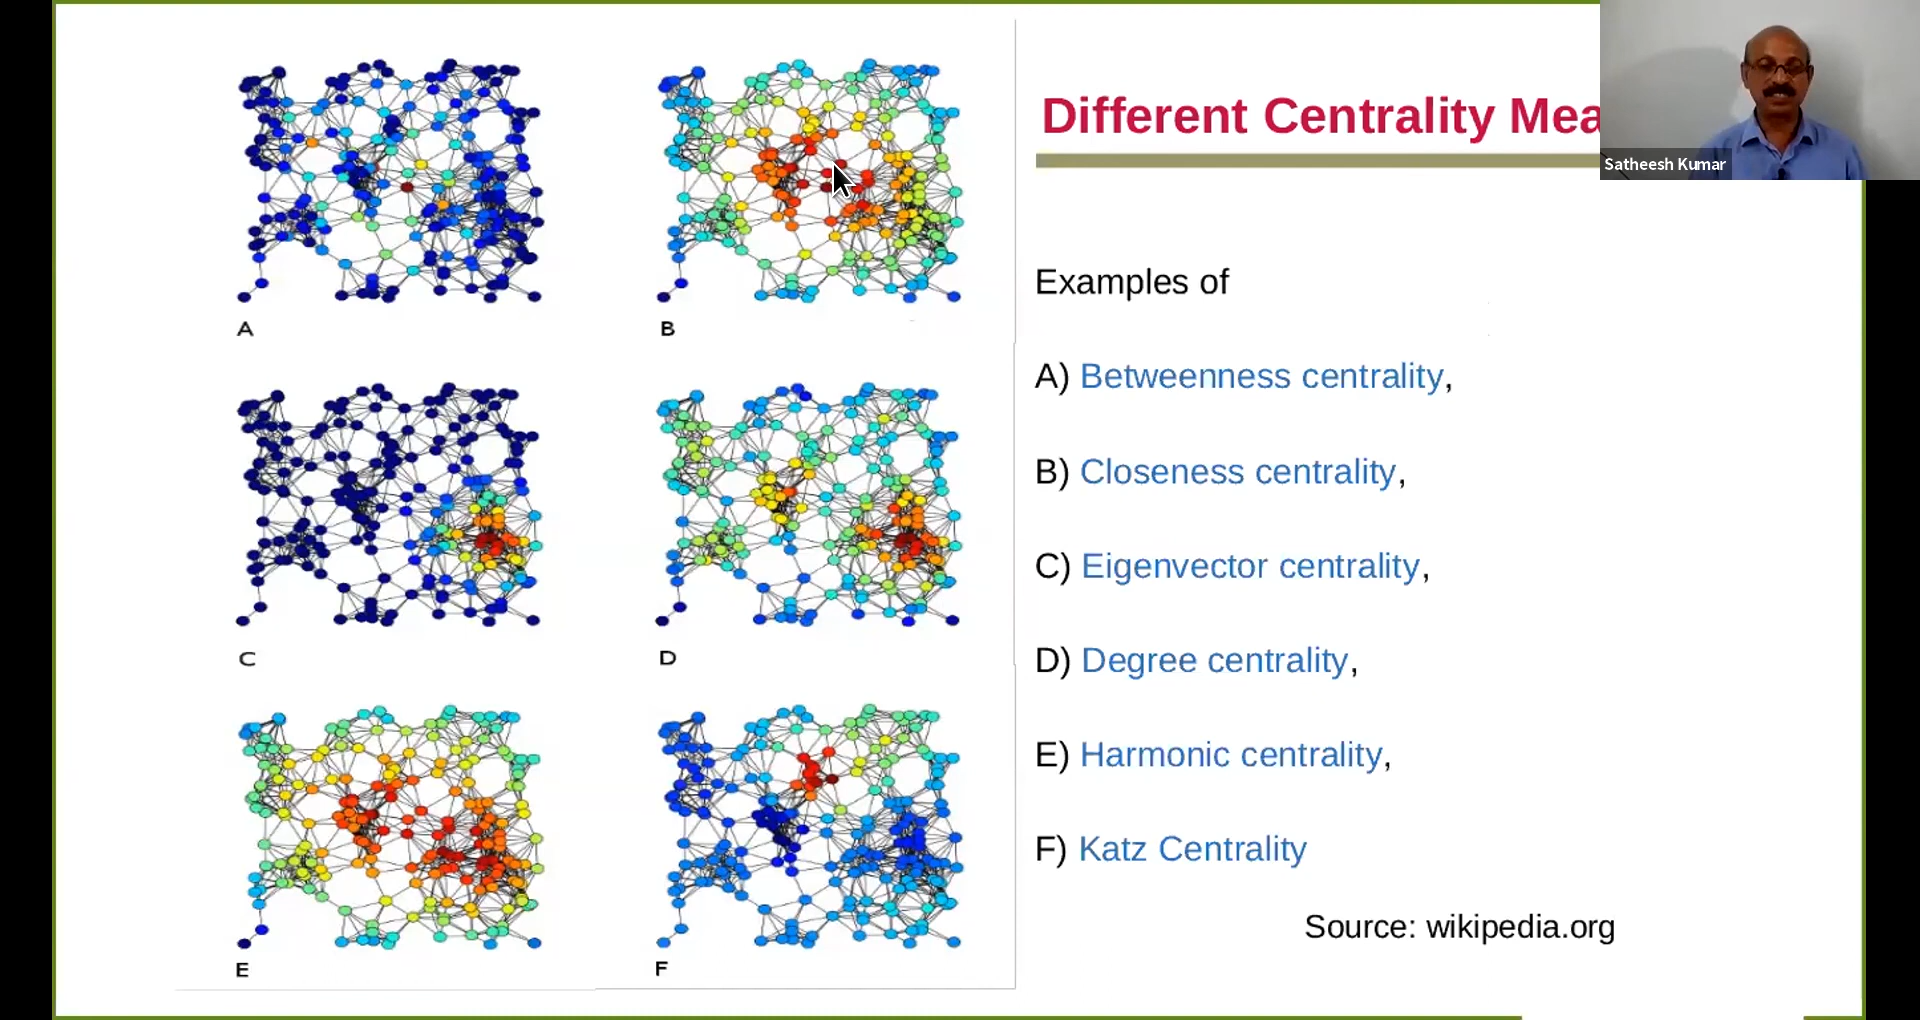 Different Centrality Mea
Satheesh Kumar
A
B
C
D
E
F
Examples of
A) Betweenness centrality,
B) Closeness centrality,
C) Eigenvector centrality,
D) Degree centrality,
E) Harmonic centrality,
F) Katz Centrality
Source: wikipedia.org